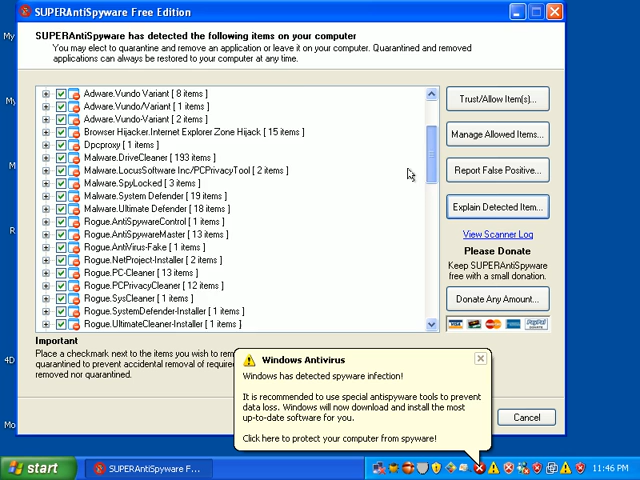 SUPERAntiSpyware Free Edition
SUPERAntiSpyware has detected the following items on your computer
You may elect to quarantine and remove an application or leave it on your computer. Quarantined and removed
applications can always be restored to your computer at any time.
Adware.Vundo Variant [ 8 items ]
Adware.Vundo/Variant [ 1 items ]
Adware.Vundo-Variant [ 2 items ]
Browser Hijacker.Internet Explorer Zone Hijack [ 15 items ]
Dpcproxy [ 1 items ]
Malware.DriveCleaner [ 193 items ]
Malware.LocusSoftware Inc/PCPrivacyTool [ 2 items ]
Malware.SpyLocked [ 3 items ]
Malware.System Defender [ 19 items ]
Malware.Ultimate Defender [ 18 items ]
Rogue.AntiSpywareControl [ 1 items ]
Rogue.AntiSpywareMaster [ 13 items ]
Rogue.AntiVirus-Fake [ 1 items ]
Rogue.NetProject-Installer [ 2 items ]
Rogue.PC-Cleaner [ 13 items ]
Rogue.PCPrivacyCleaner [ 12 items ]
Rogue.SysCleaner [ 1 items ]
Rogue.SystemDefender-Installer [ 1 items ]
Rogue.UltimateCleaner-Installer [ 1 items ]
Trust/Allow Item(s)...
Manage Allowed Items...
Report False Positive...
Explain Detected Item...
View Scanner Log
Please Donate
Keep SUPERAntiSpyware
free with a small donation.
Donate Any Amount...
VISA
PayPal
Important
Place a checkmark next to the items you wish to rem
quarantined to prevent accidental removal of require
removed nor quarantined.
Cancel
Windows Antivirus
Windows has detected spyware infection!
It is recommended to use special antispyware tools to prevent
data loss. Windows will now download and install the most
up-to-date software for you.
Click here to protect your computer from spyware!
My
My
M
R
4D
Mo
start
SUPERAntiSpyware F...
11:46 PM